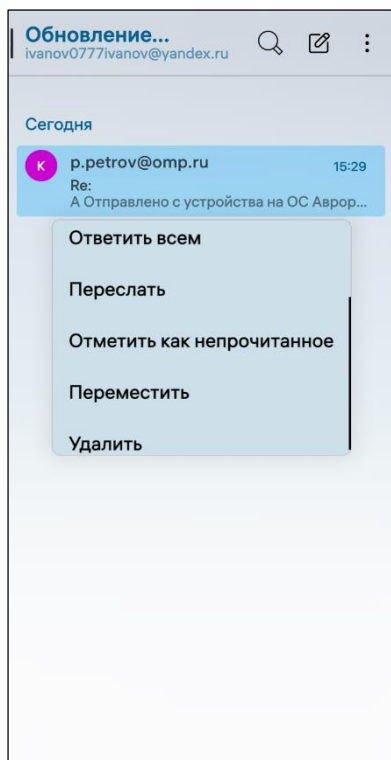 Обновление...
ivanov0777ivanov@yandex.ru
Сегодня
К
p.petrov@omp.ru 15:29
Re:
А Отправлено с устройства на ОС Аврор...
Ответить всем
Переслать
Отметить как непрочитанное
Переместить
Удалить